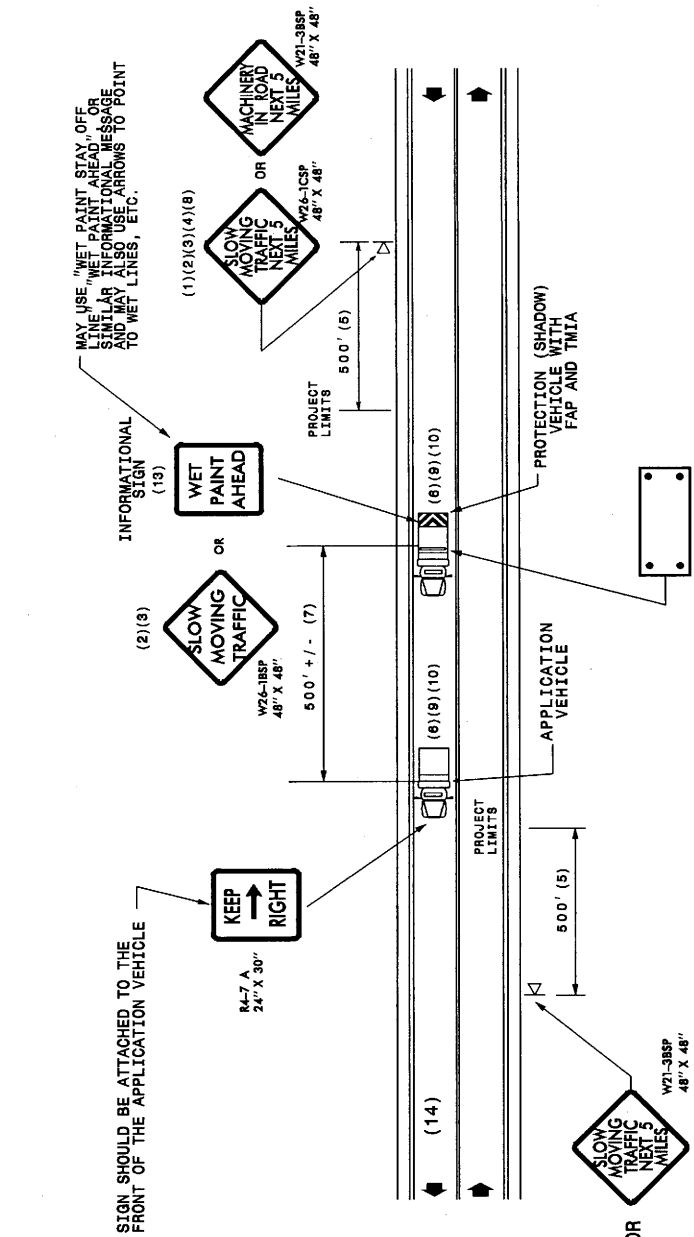 SIGN SHOULD BE ATTACHED TO THE
FRONT OF THE APPLICATION VEHICLE
KEEP
RIGHT
R4-7 A
24" X 30"
(2)(3)
SLOW
MOVING
TRAFFIC
W26-1BSP
48" X 48"
OR
INFORMATIONAL
SIGN
(13)
WET
PAINT
AHEAD
MAY USE "WET PAINT STAY OFF
LINE" "WET PAINT AHEAD", OR
SIMILAR INFORMATIONAL MESSAGE
AND MAY ALSO USE ARROWS TO POINT
TO WET LINES, ETC.
(1)(2)(3)(4)(8)
SLOW
MOVING
TRAFFIC
NEXT 5
MILES
W26-1CSP
48" X 48"
OR
MACHINERY
IN ROAD
NEXT 5
MILES
W21-3BSP
48" X 48"
500' +/- (7)
PROJECT
LIMITS
500' (5)
(14)
(6)(9)(10)
(6)(9)(10)
PROJECT
LIMITS
500' (5)
APPLICATION
VEHICLE
PROTECTION (SHADOW)
VEHICLE WITH
FAP AND TMIA
OR
SLOW
MOVING
TRAFFIC
NEXT 5
MILES
W21-3BSP
48" X 48"